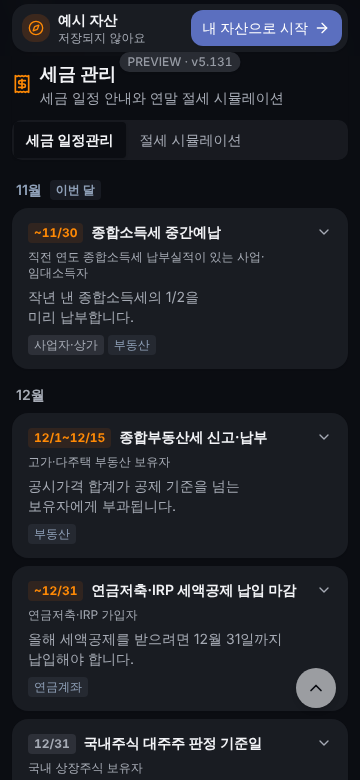 예시 자산
저장되지 않아요
내 자산으로 시작 →
PREVIEW · v5.131
세금 관리
세금 일정 안내와 연말 절세 시뮬레이션
세금 일정관리
절세 시뮬레이션
11월 이번 달
~11/30 종합소득세 중간예납
직전 연도 종합소득세 납부실적이 있는 사업·
임대소득자
작년 낸 종합소득세의 1/2을
미리 납부합니다.
사업자·상가 부동산
12월
12/1~12/15 종합부동산세 신고·납부
고가·다주택 부동산 보유자
공시가격 합계가 공제 기준을 넘는
보유자에게 부과됩니다.
부동산
~12/31 연금저축·IRP 세액공제 납입 마감
연금저축·IRP 가입자
올해 세액공제를 받으려면 12월 31일까지
납입해야 합니다.
연금계좌
12/31 국내주식 대주주 판정 기준일
국내 상장주식 보유자